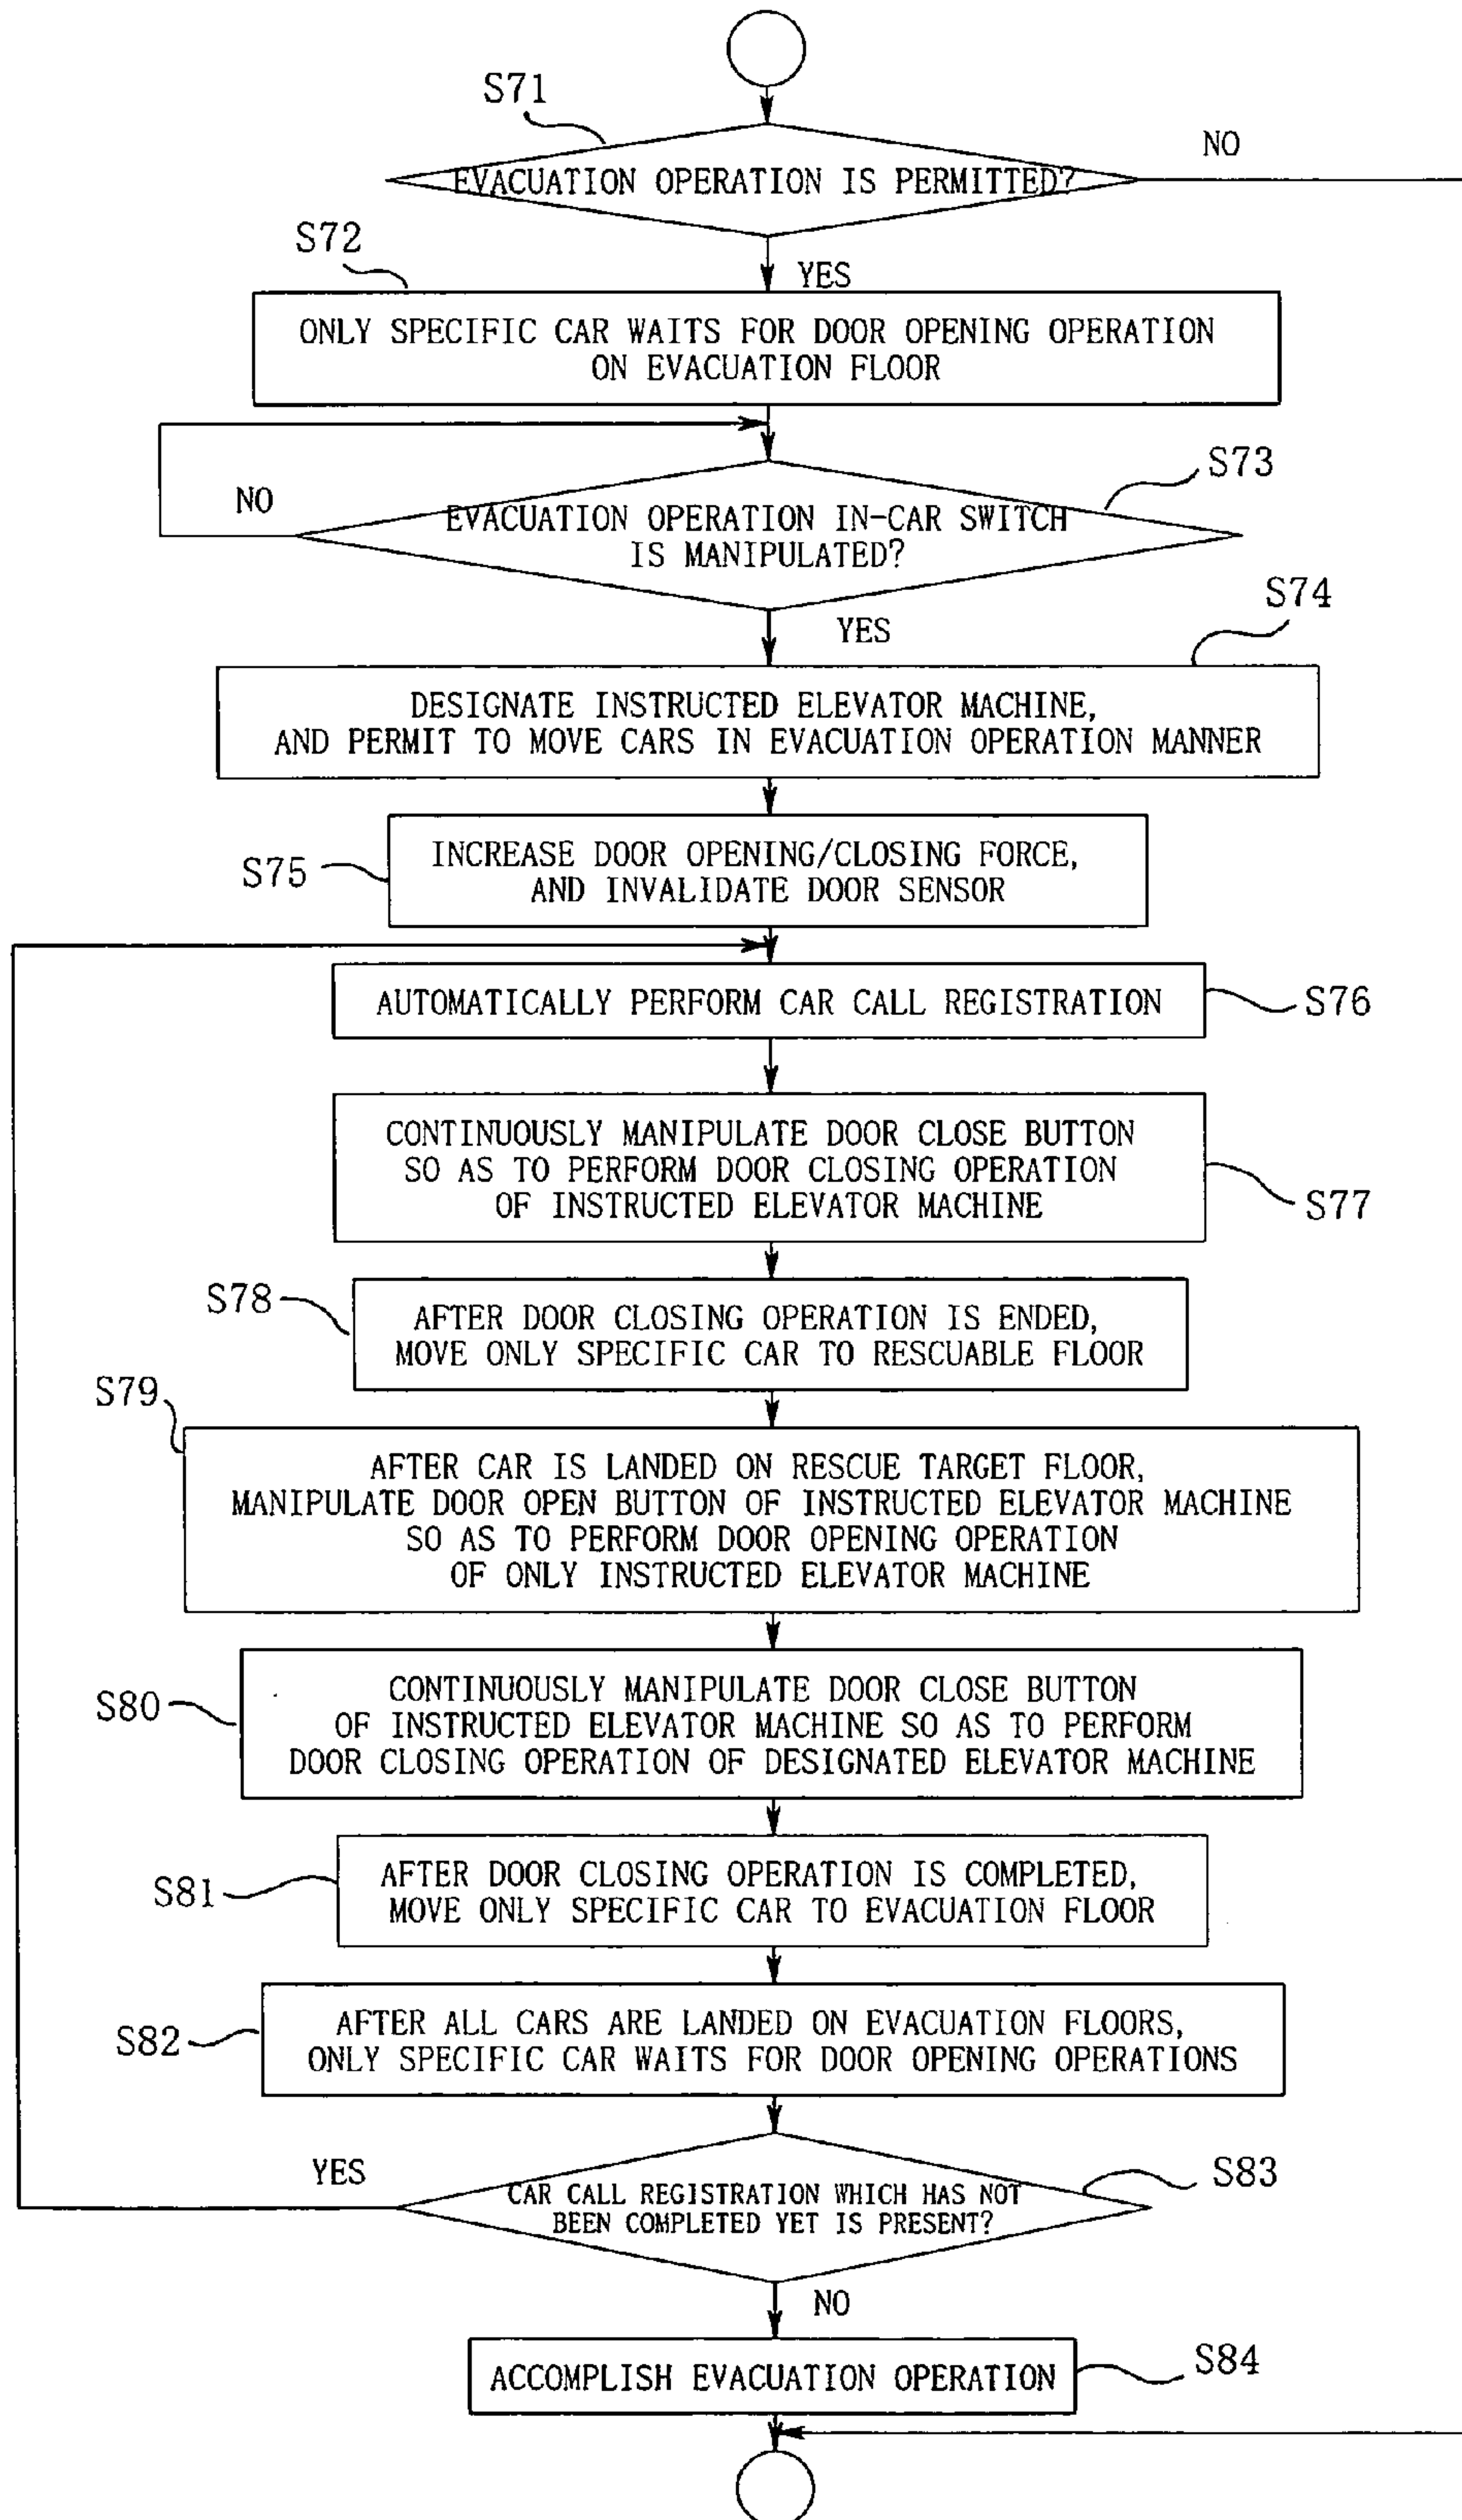 S71
EVACUATION OPERATION IS PERMITTED?
NO
YES
S72
ONLY SPECIFIC CAR WAITS FOR DOOR OPENING OPERATION
ON EVACUATION FLOOR
S73
NO
EVACUATION OPERATION IN-CAR SWITCH
IS MANIPULATED?
YES
S74
DESIGNATE INSTRUCTED ELEVATOR MACHINE,
AND PERMIT TO MOVE CARS IN EVACUATION OPERATION MANNER
S75
INCREASE DOOR OPENING/CLOSING FORCE,
AND INVALIDATE DOOR SENSOR
AUTOMATICALLY PERFORM CAR CALL REGISTRATION
S76
CONTINUOUSLY MANIPULATE DOOR CLOSE BUTTON
SO AS TO PERFORM DOOR CLOSING OPERATION
OF INSTRUCTED ELEVATOR MACHINE
S77
S78
AFTER DOOR CLOSING OPERATION IS ENDED,
MOVE ONLY SPECIFIC CAR TO RESCUABLE FLOOR
S79
AFTER CAR IS LANDED ON RESCUE TARGET FLOOR,
MANIPULATE DOOR OPEN BUTTON OF INSTRUCTED ELEVATOR MACHINE
SO AS TO PERFORM DOOR OPENING OPERATION
OF ONLY INSTRUCTED ELEVATOR MACHINE
S80
CONTINUOUSLY MANIPULATE DOOR CLOSE BUTTON
OF INSTRUCTED ELEVATOR MACHINE SO AS TO PERFORM
DOOR CLOSING OPERATION OF DESIGNATED ELEVATOR MACHINE
S81
AFTER DOOR CLOSING OPERATION IS COMPLETED,
MOVE ONLY SPECIFIC CAR TO EVACUATION FLOOR
S82
AFTER ALL CARS ARE LANDED ON EVACUATION FLOORS,
ONLY SPECIFIC CAR WAITS FOR DOOR OPENING OPERATIONS
YES
S83
CAR CALL REGISTRATION WHICH HAS NOT
BEEN COMPLETED YET IS PRESENT?
NO
ACCOMPLISH EVACUATION OPERATION
S84